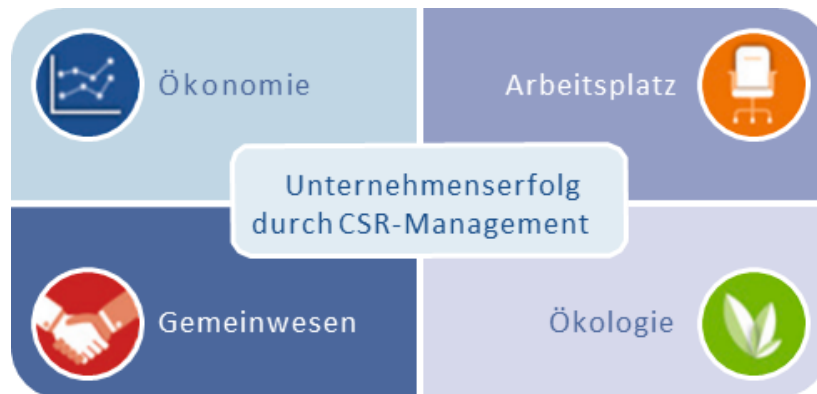 Ökonomie
Arbeitsplatz
Unternehmenserfolg
durch CSR-Management
Gemeinwesen
Ökologie